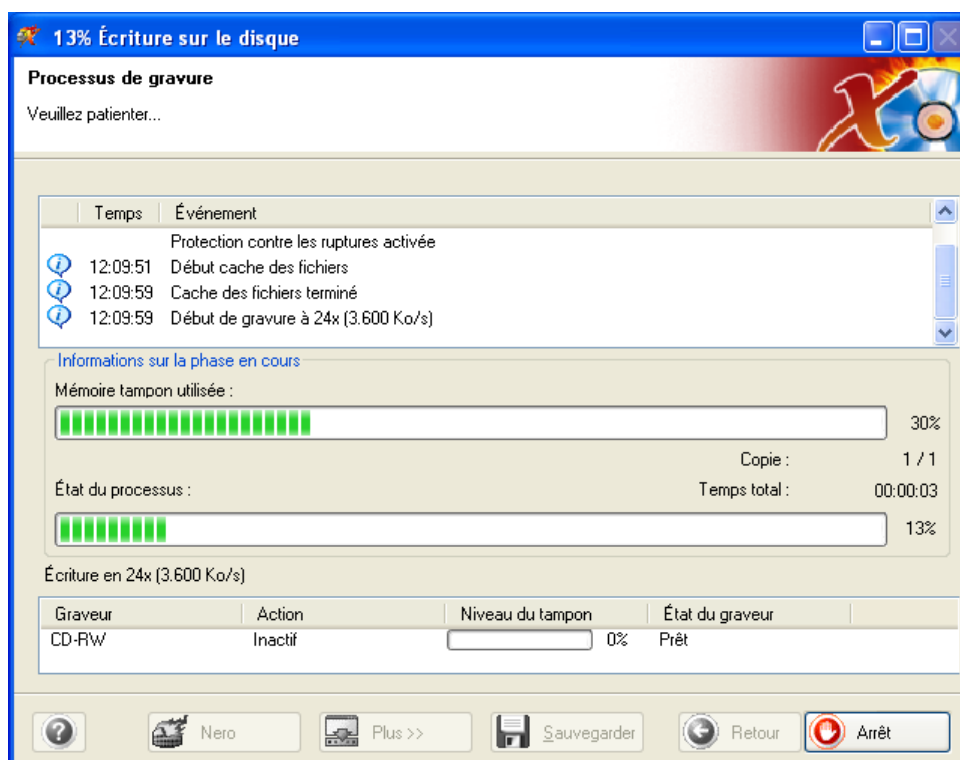 13% Écriture sur le disque
Processus de gravure
Veuillez patienter...
Temps Événement
Protection contre les ruptures activée
12:09:51 Début cache des fichiers
12:09:59 Cache des fichiers terminé
12:09:59 Début de gravure à 24x (3.600 Ko/s)
Informations sur la phase en cours
Mémoire tampon utilisée :
30%
Copie : 1 / 1
État du processus : Temps total : 00:00:03
13%
Écriture en 24x (3.600 Ko/s)
Graveur Action Niveau du tampon État du graveur
CD-RW Inactif 0% Prêt
Nero Plus >> Sauvegarder Retour Arrêt